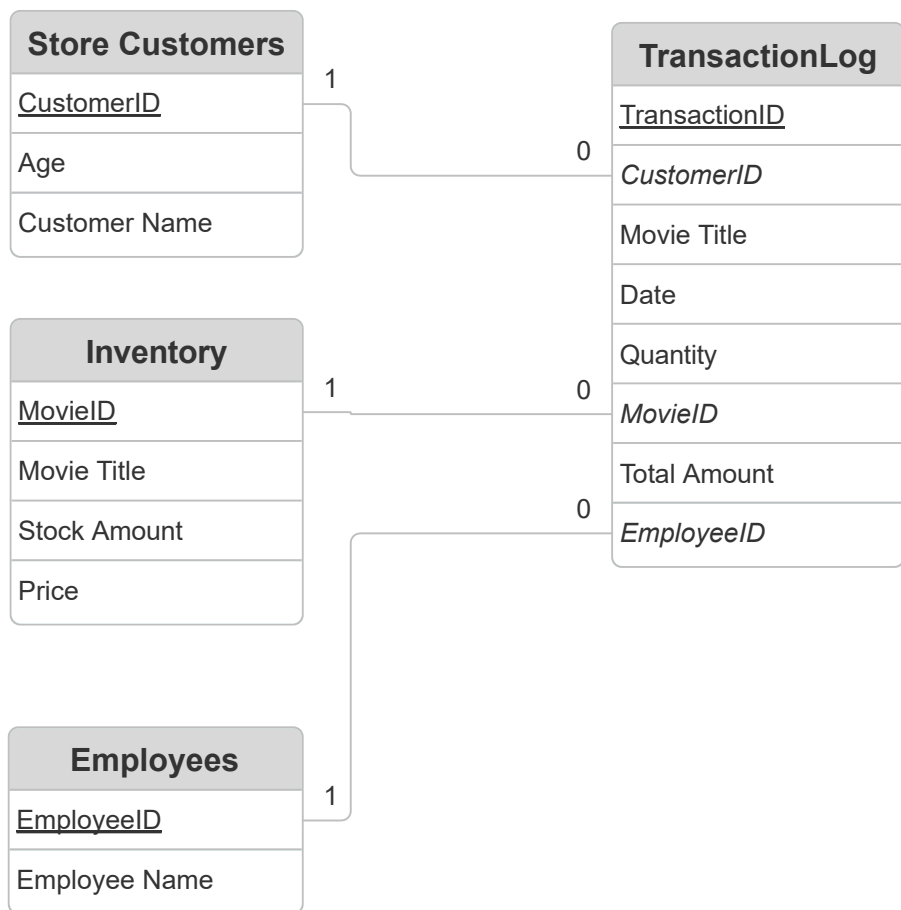 Store Customers
CustomerID
Age
Customer Name
1
0
TransactionLog
TransactionID
CustomerID
Movie Title
Date
Quantity
MovieID
Total Amount
EmployeeID
Inventory
MovieID
Movie Title
Stock Amount
Price
1
0
Employees
EmployeeID
Employee Name
1
0